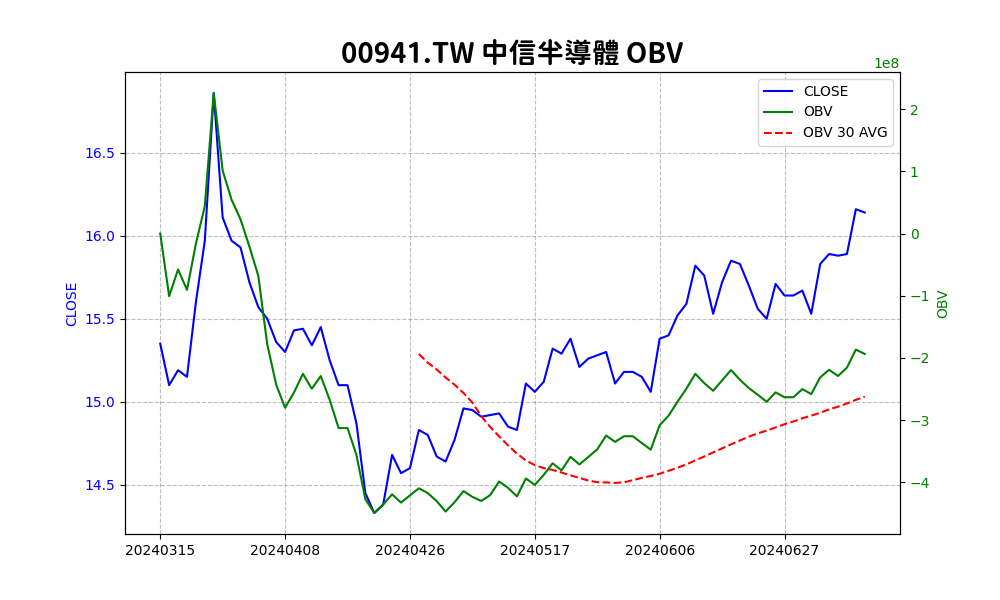 00941.TW 中信半導體 OBV
1e8
CLOSE
OBV
OBV 30 AVG
16.5
16.0
15.5
15.0
14.5
CLOSE
2
1
0
−1
−2
−3
−4
OBV
20240315 20240408 20240426 20240517 20240606 20240627